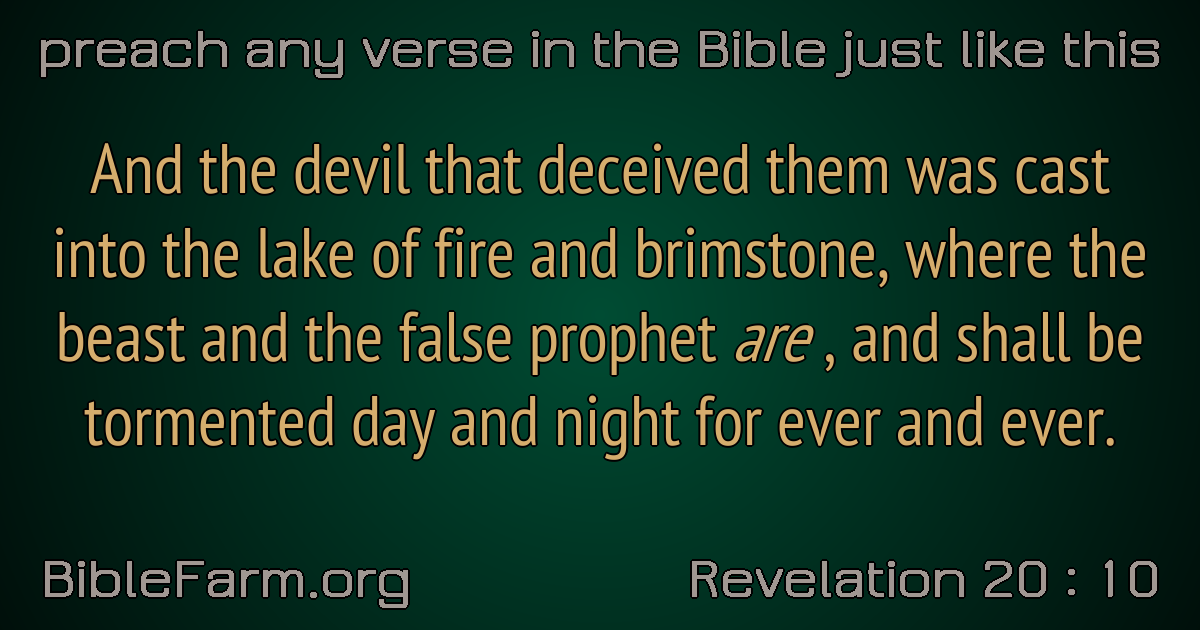 preach any verse in the Bible just like this
And the devil that deceived them was cast
into the lake of fire and brimstone, where the
beast and the false prophet are , and shall be
tormented day and night for ever and ever.
BibleFarm.org
Revelation 20 : 10